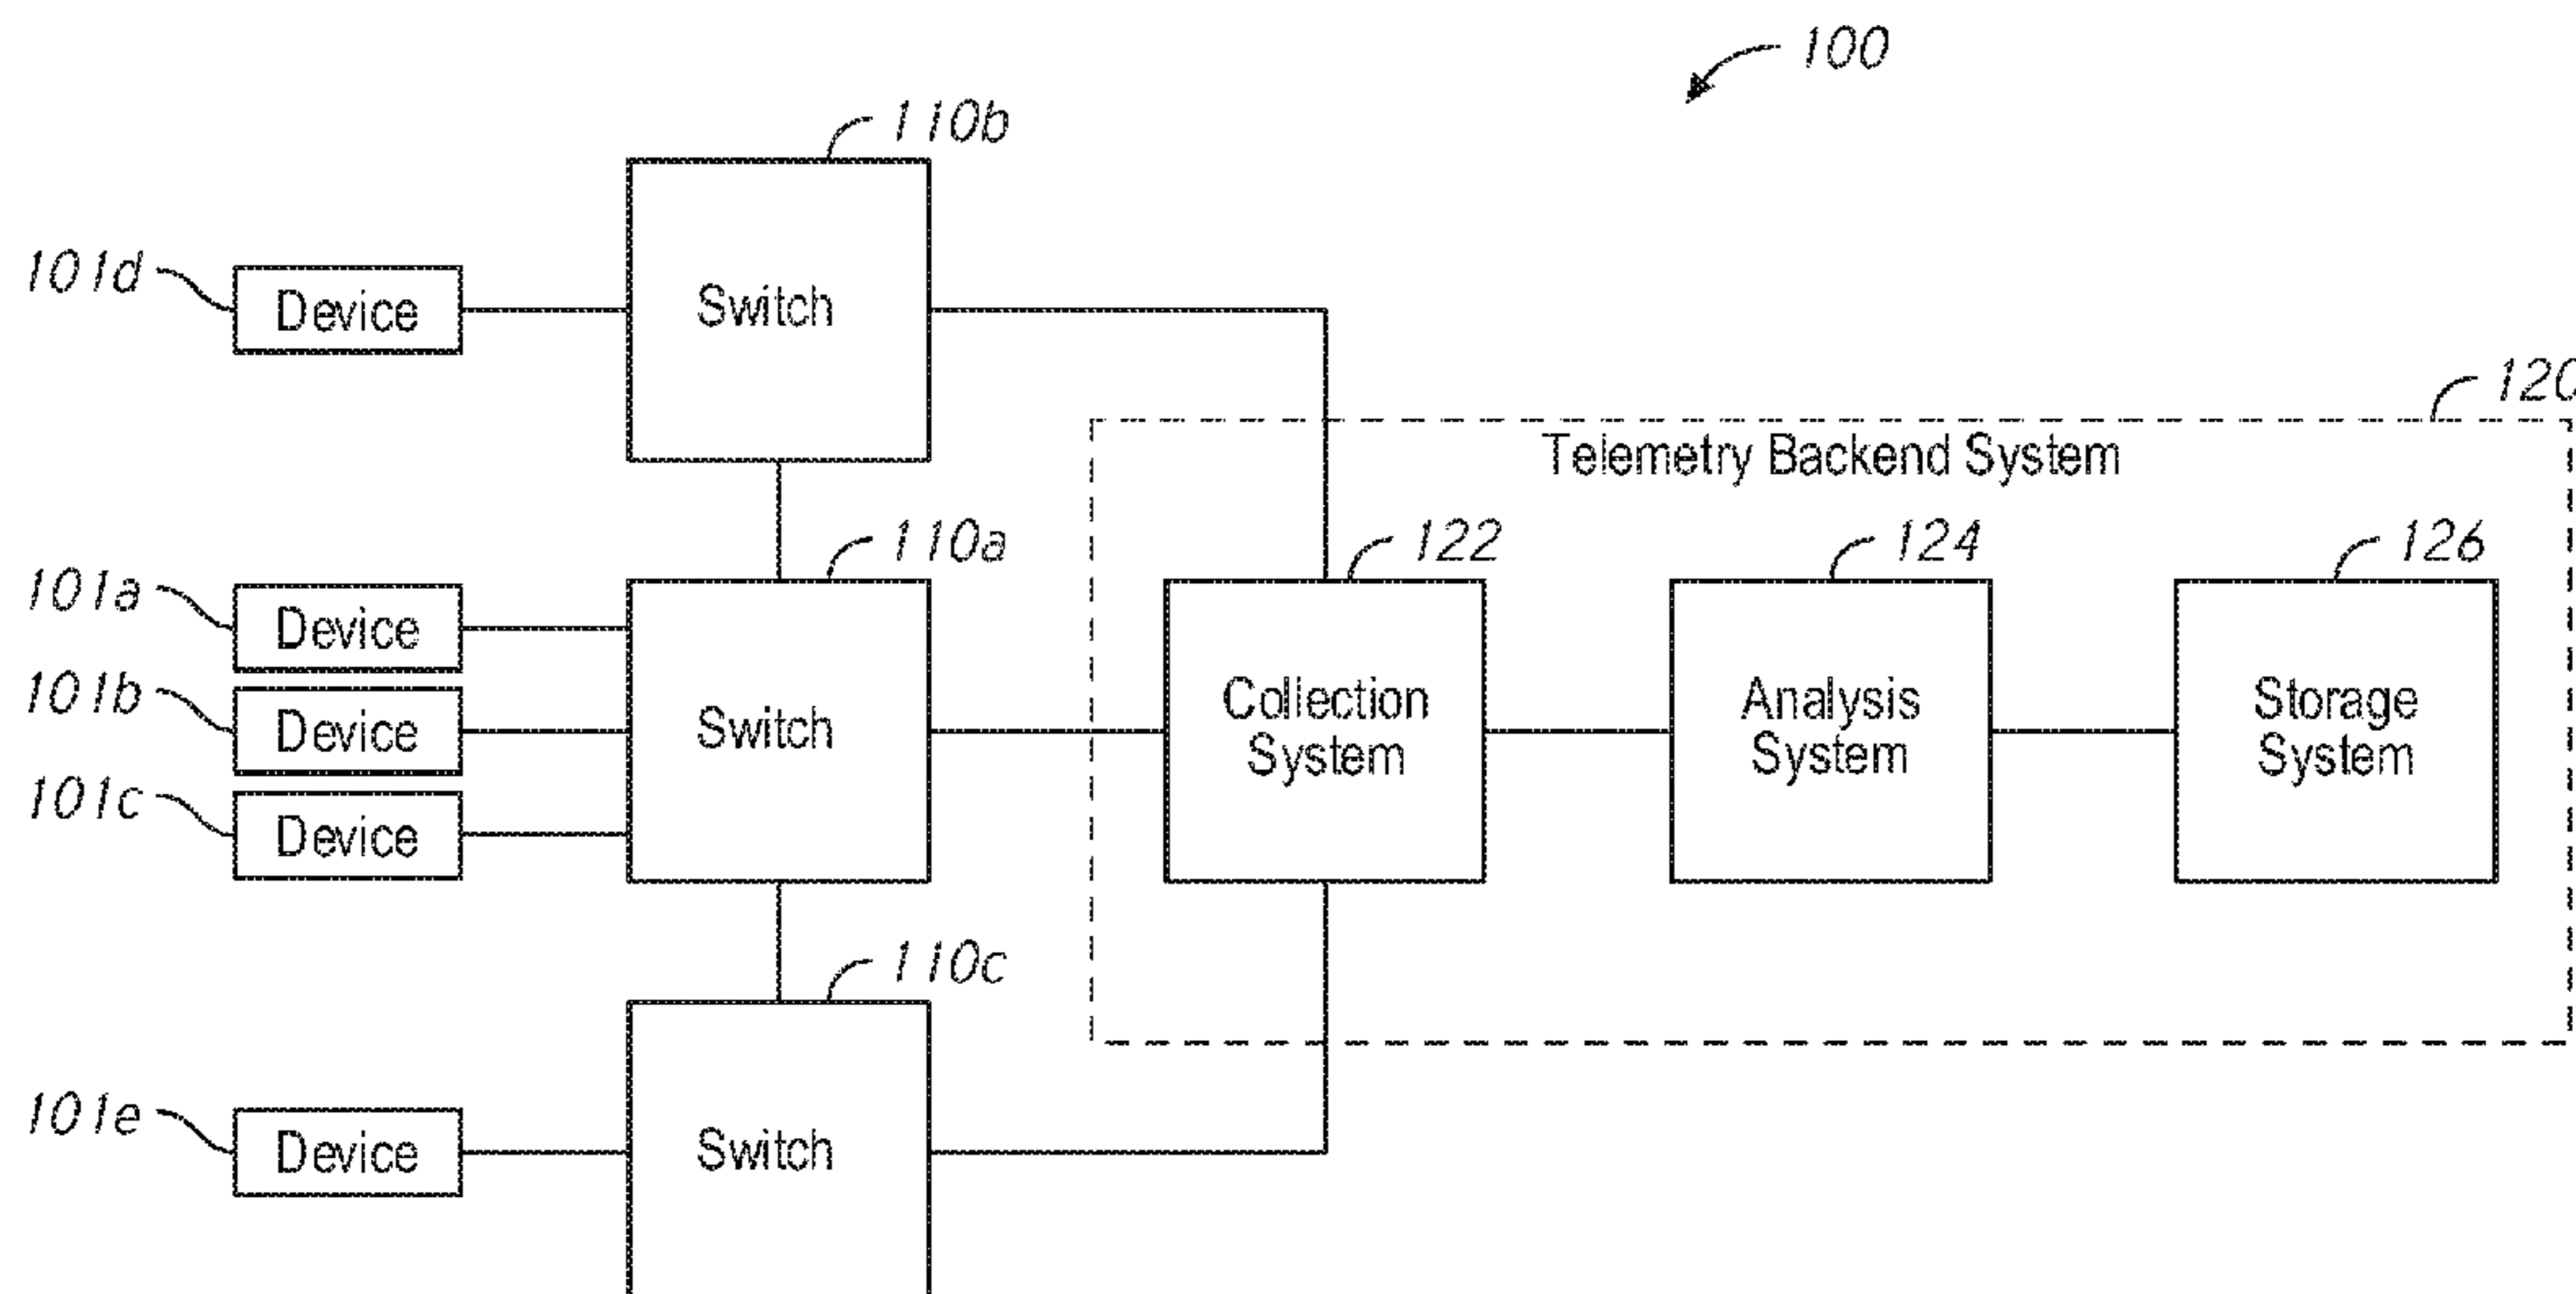 100
110b
101d
Device
Switch
120
Telemetry Backend System
110a
122
124
126
101a
Device
101b
Device
101c
Device
Switch
Collection
System
Analysis
System
Storage
System
110c
101e
Device
Switch